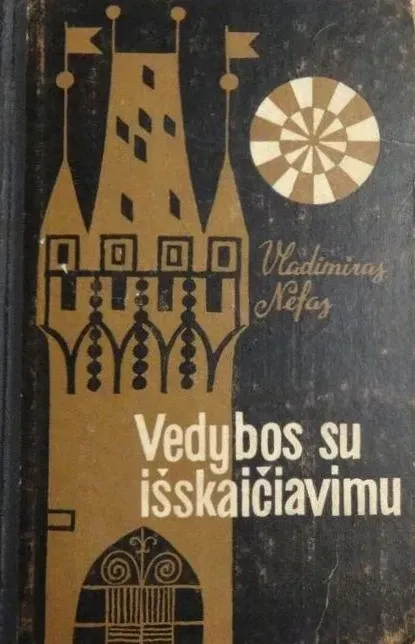 Vladimiras
Nefas
Vedybos su
išskaičiavimu